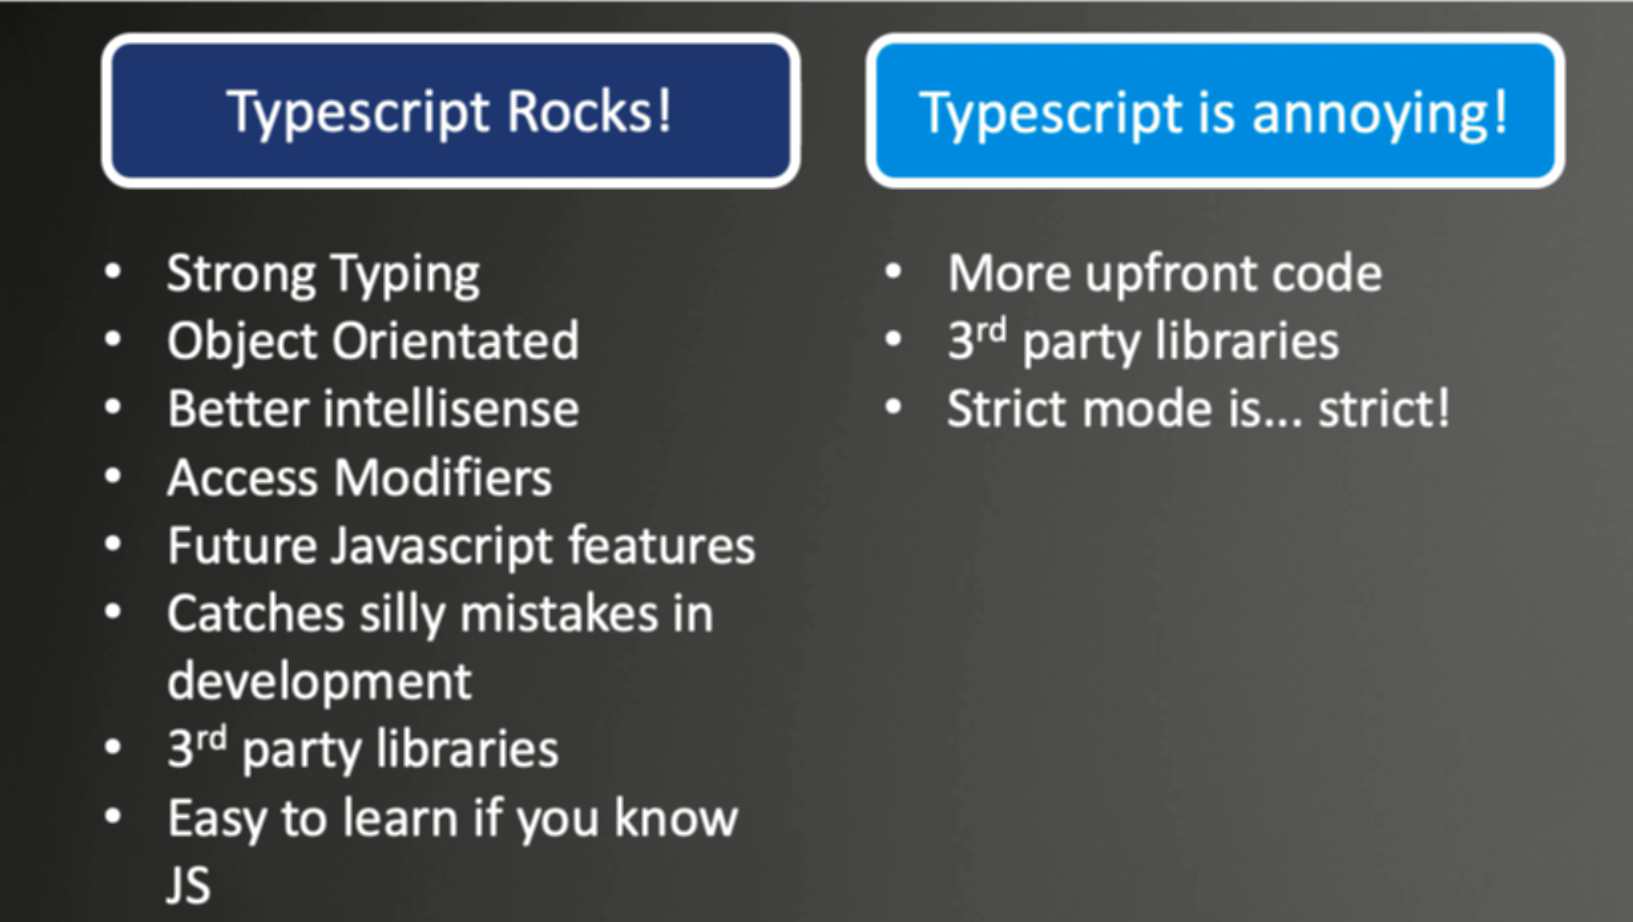 Typescript Rocks!
• Strong Typing
• Object Orientated
• Better intellisense
• Access Modifiers
• Future Javascript features
• Catches silly mistakes in
development
• 3rd party libraries
• Easy to learn if you know
JS
Typescript is annoying!
• More upfront code
• 3rd party libraries
• Strict mode is... strict!